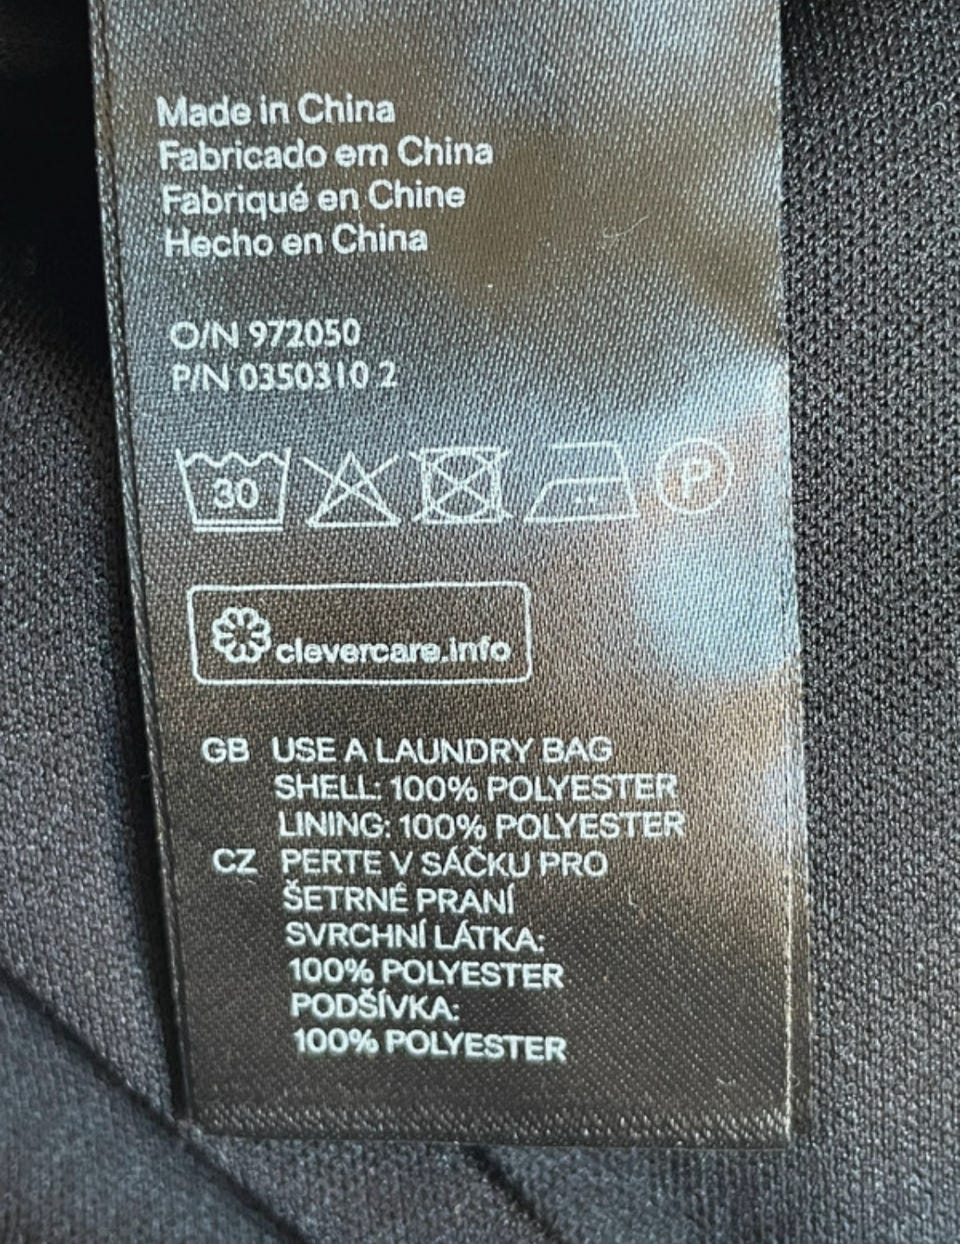 Made in China
Fabricado em China
Fabriqué en Chine
Hecho en China
O/N 972050
P/N 0350310 2
30 P
clevercare.info
GB USE A LAUNDRY BAG
SHELL: 100% POLYESTER
LINING: 100% POLYESTER
CZ PERTE V SÁČKU PRO
ŠETRNÉ PRANÍ
SVRCHNÍ LÁTKA:
100% POLYESTER
PODŠÍVKA:
100% POLYESTER